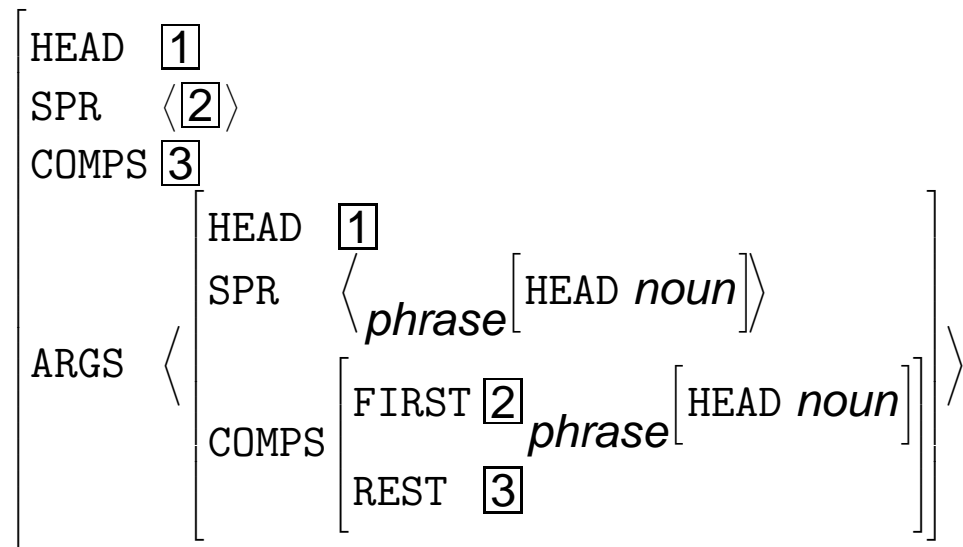 HEAD 1
SPR ⟨2⟩
COMPS 3
HEAD 1
SPR ⟨phrase[HEAD noun]⟩
ARGS ⟨ ⟩
FIRST 2 phrase[HEAD noun]
COMPS
REST 3